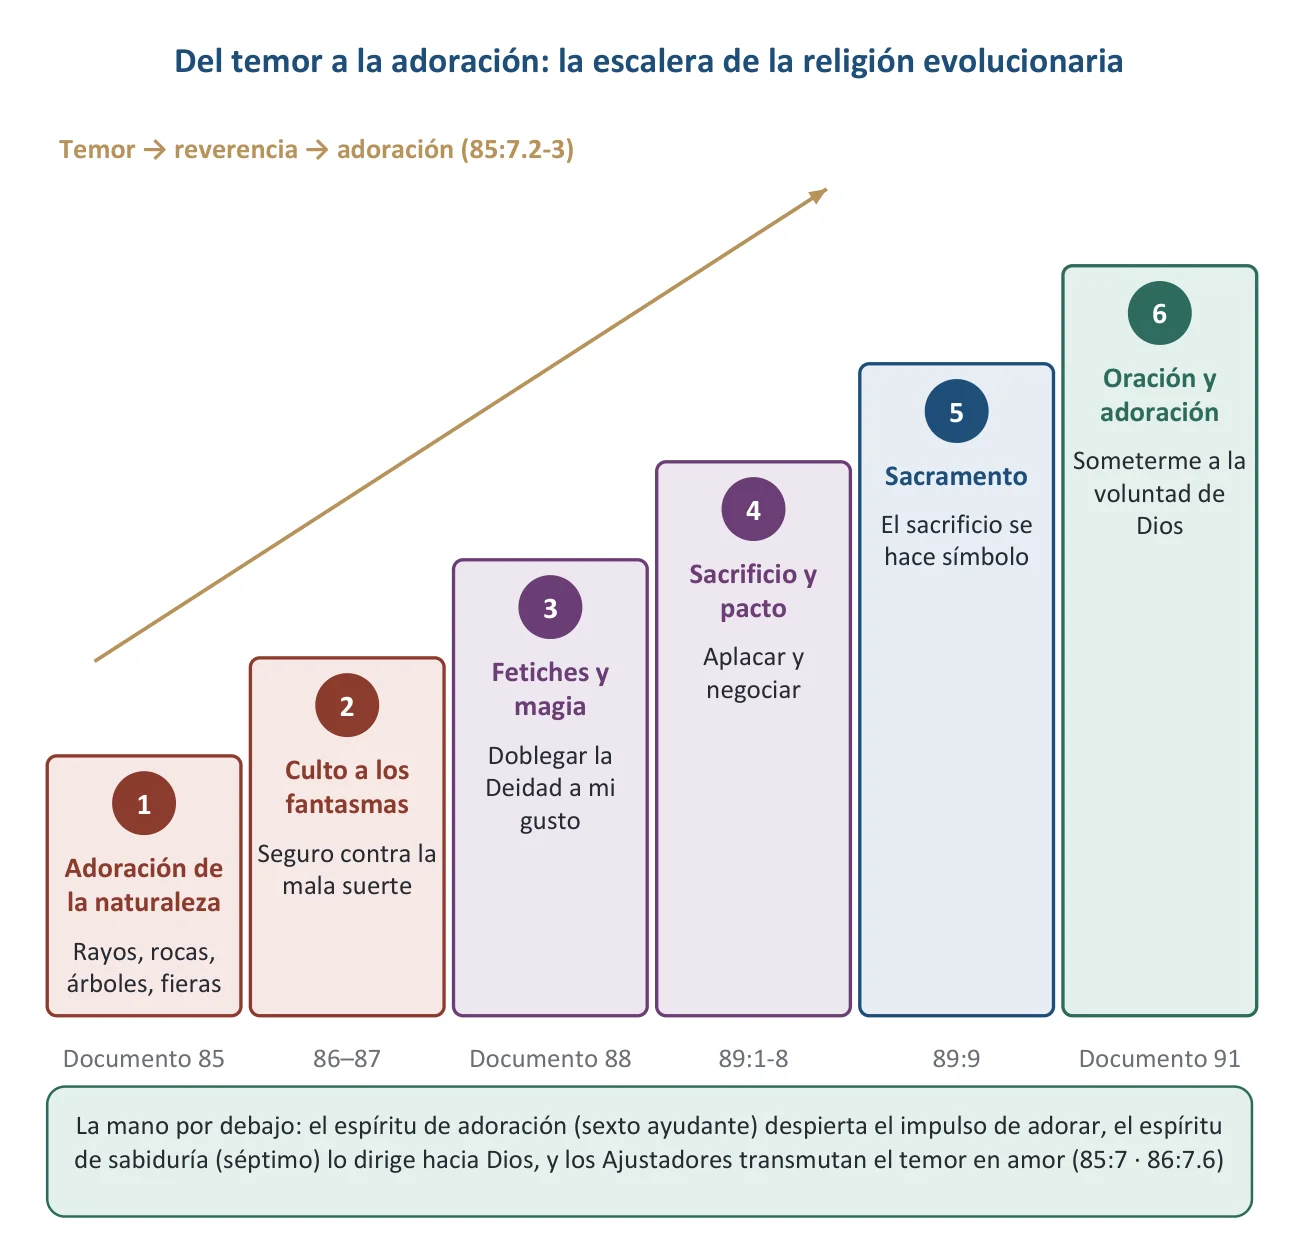 Del temor a la adoración: la escalera de la religión evolucionaria
Temor → reverencia → adoración (85:7.2-3)
1
Adoración de
la naturaleza
Rayos, rocas,
árboles, fieras
2
Culto a los
fantasmas
Seguro contra la
mala suerte
3
Fetiches y
magia
Doblegar la
Deidad a mi
gusto
4
Sacrificio y
pacto
Aplacar y
negociar
5
Sacramento
El sacrificio se
hace símbolo
6
Oración y
adoración
Someterme a la
voluntad de
Dios
Documento 85
86–87
Documento 88
89:1-8
89:9
Documento 91
La mano por debajo: el espíritu de adoración (sexto ayudante) despierta el impulso de adorar, el espíritu
de sabiduría (séptimo) lo dirige hacia Dios, y los Ajustadores transmutan el temor en amor (85:7 · 86:7.6)